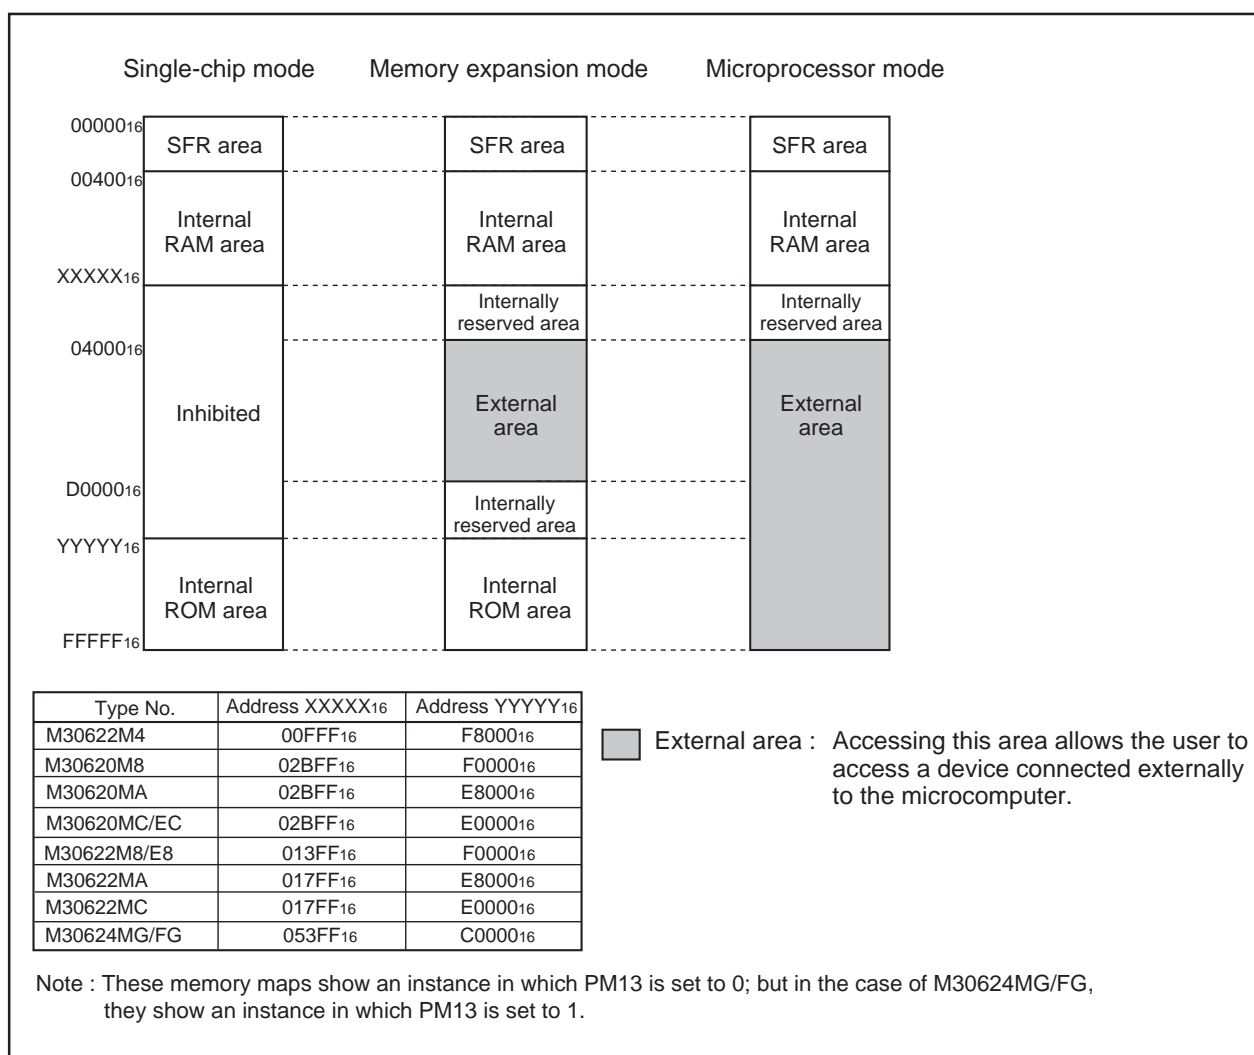 Single-chip mode Memory expansion mode Microprocessor mode
0000016
SFR area SFR area SFR area
0040016
Internal RAM area Internal RAM area Internal RAM area
XXXXX16
Internally reserved area Internally reserved area
0400016
Inhibited External area External area
D000016
Internally reserved area
YYYYY16
Internal ROM area Internal ROM area
FFFFF16
Type No. Address XXXXX16 Address YYYYY16
M30622M4 00FFF16 F800016
M30620M8 02BFF16 F000016
M30620MA 02BFF16 E800016
M30620MC/EC 02BFF16 E000016
M30622M8/E8 013FF16 F000016
M30622MA 017FF16 E800016
M30622MC 017FF16 E000016
M30624MG/FG 053FF16 C000016
External area : Accessing this area allows the user to
access a device connected externally
to the microcomputer.
Note : These memory maps show an instance in which PM13 is set to 0; but in the case of M30624MG/FG,
they show an instance in which PM13 is set to 1.